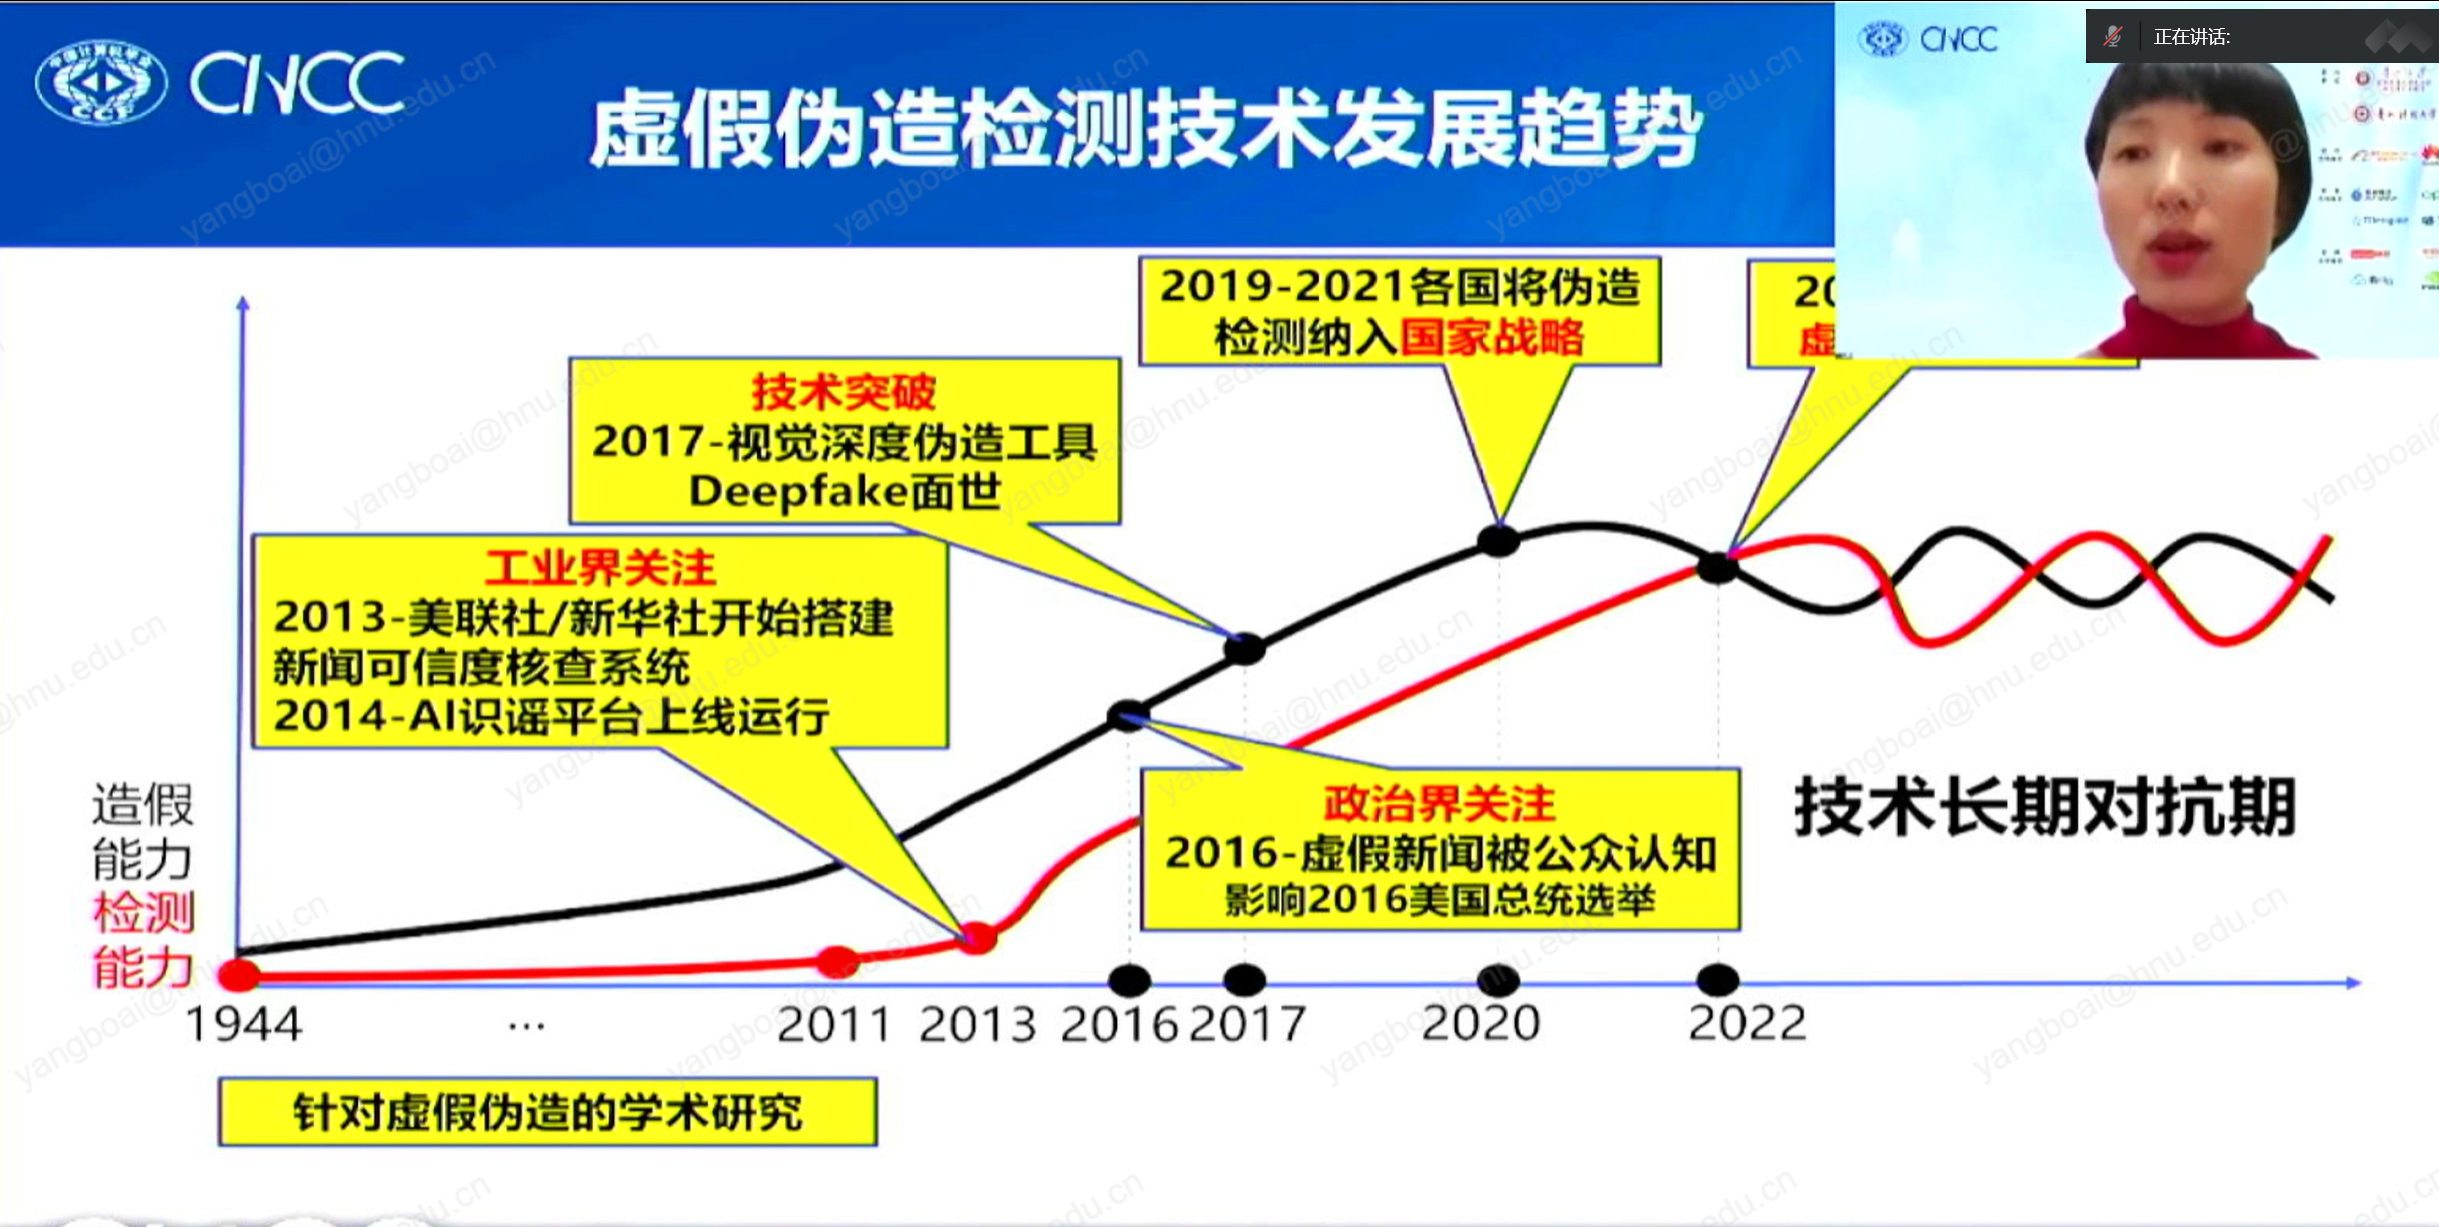 中国计算机学会
CCF
CNCC
虚假伪造检测技术发展趋势
CNCC
正在讲话:
2019-2021各国将伪造
检测纳入国家战略
20
虚
技术突破
2017-视觉深度伪造工具
Deepfake面世
工业界关注
2013-美联社/新华社开始搭建
新闻可信度核查系统
2014-AI识谣平台上线运行
政治界关注
2016-虚假新闻被公众认知
影响2016美国总统选举
技术长期对抗期
造假
能力
检测
能力
1944
...
2011
2013
2016
2017
2020
2022
针对虚假伪造的学术研究
yangboai@hnu.edu.cn